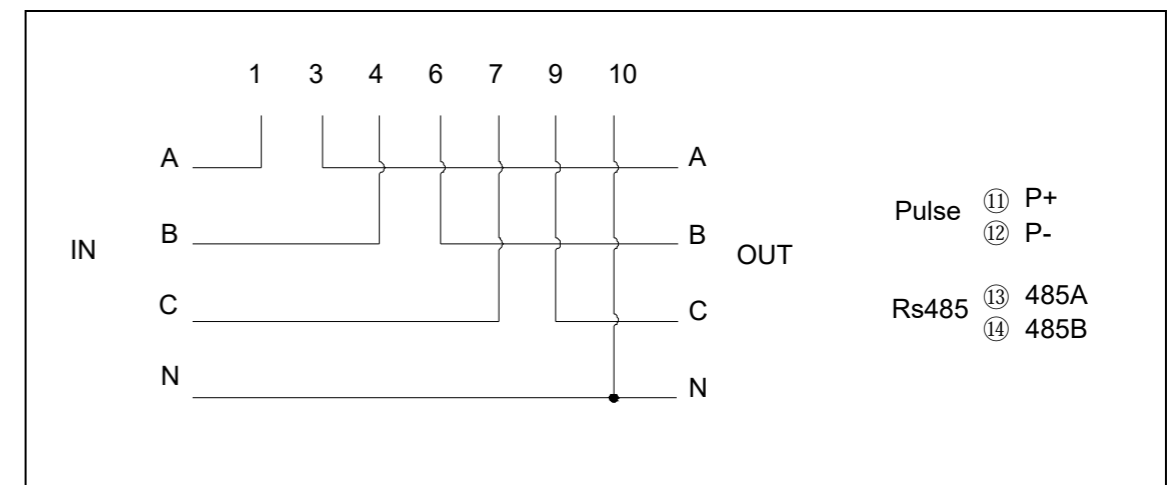 1 3 4 6 7 9 10
A A
Pulse ⑪ P+
⑫ P-
B B
IN OUT
C C
Rs485 ⑬ 485A
⑭ 485B
N N